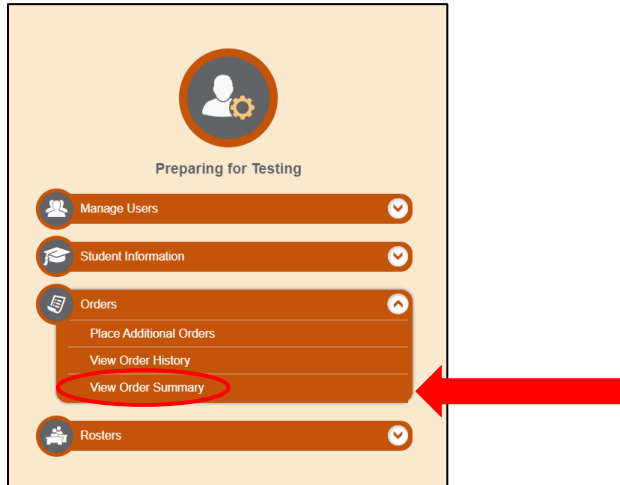 Preparing for Testing
Manage Users
Student Information
Orders
Place Additional Orders
View Order History
View Order Summary
Rosters